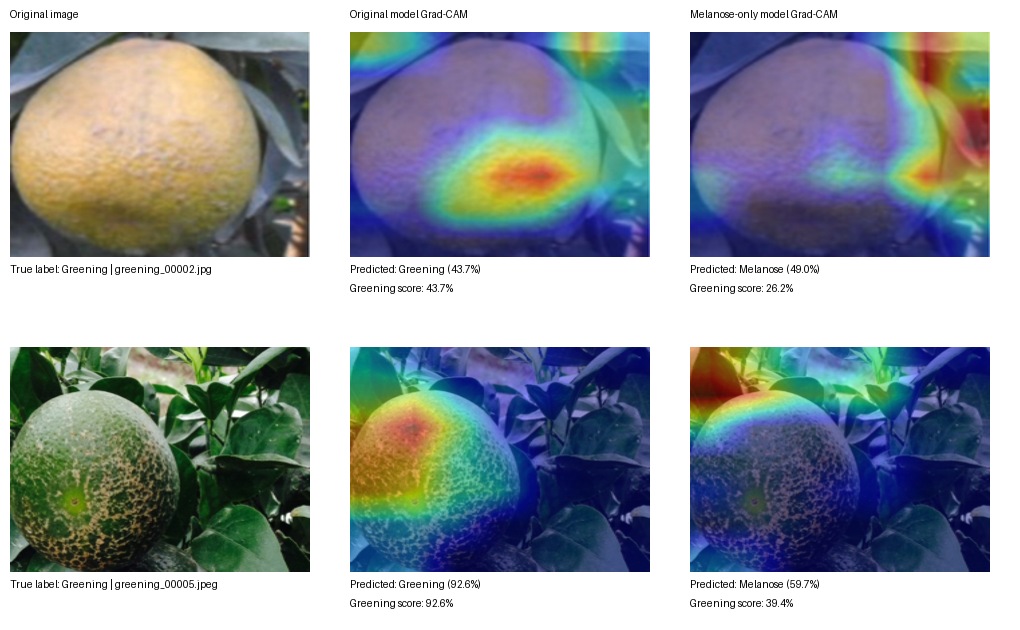 Original image
Original model Grad-CAM
Melanose-only model Grad-CAM
True label: Greening | greening_00002.jpg
Predicted: Greening (43.7%)
Predicted: Melanose (49.0%)
Greening score: 43.7%
Greening score: 26.2%
True label: Greening | greening_00005.jpeg
Predicted: Greening (92.6%)
Predicted: Melanose (59.7%)
Greening score: 92.6%
Greening score: 39.4%